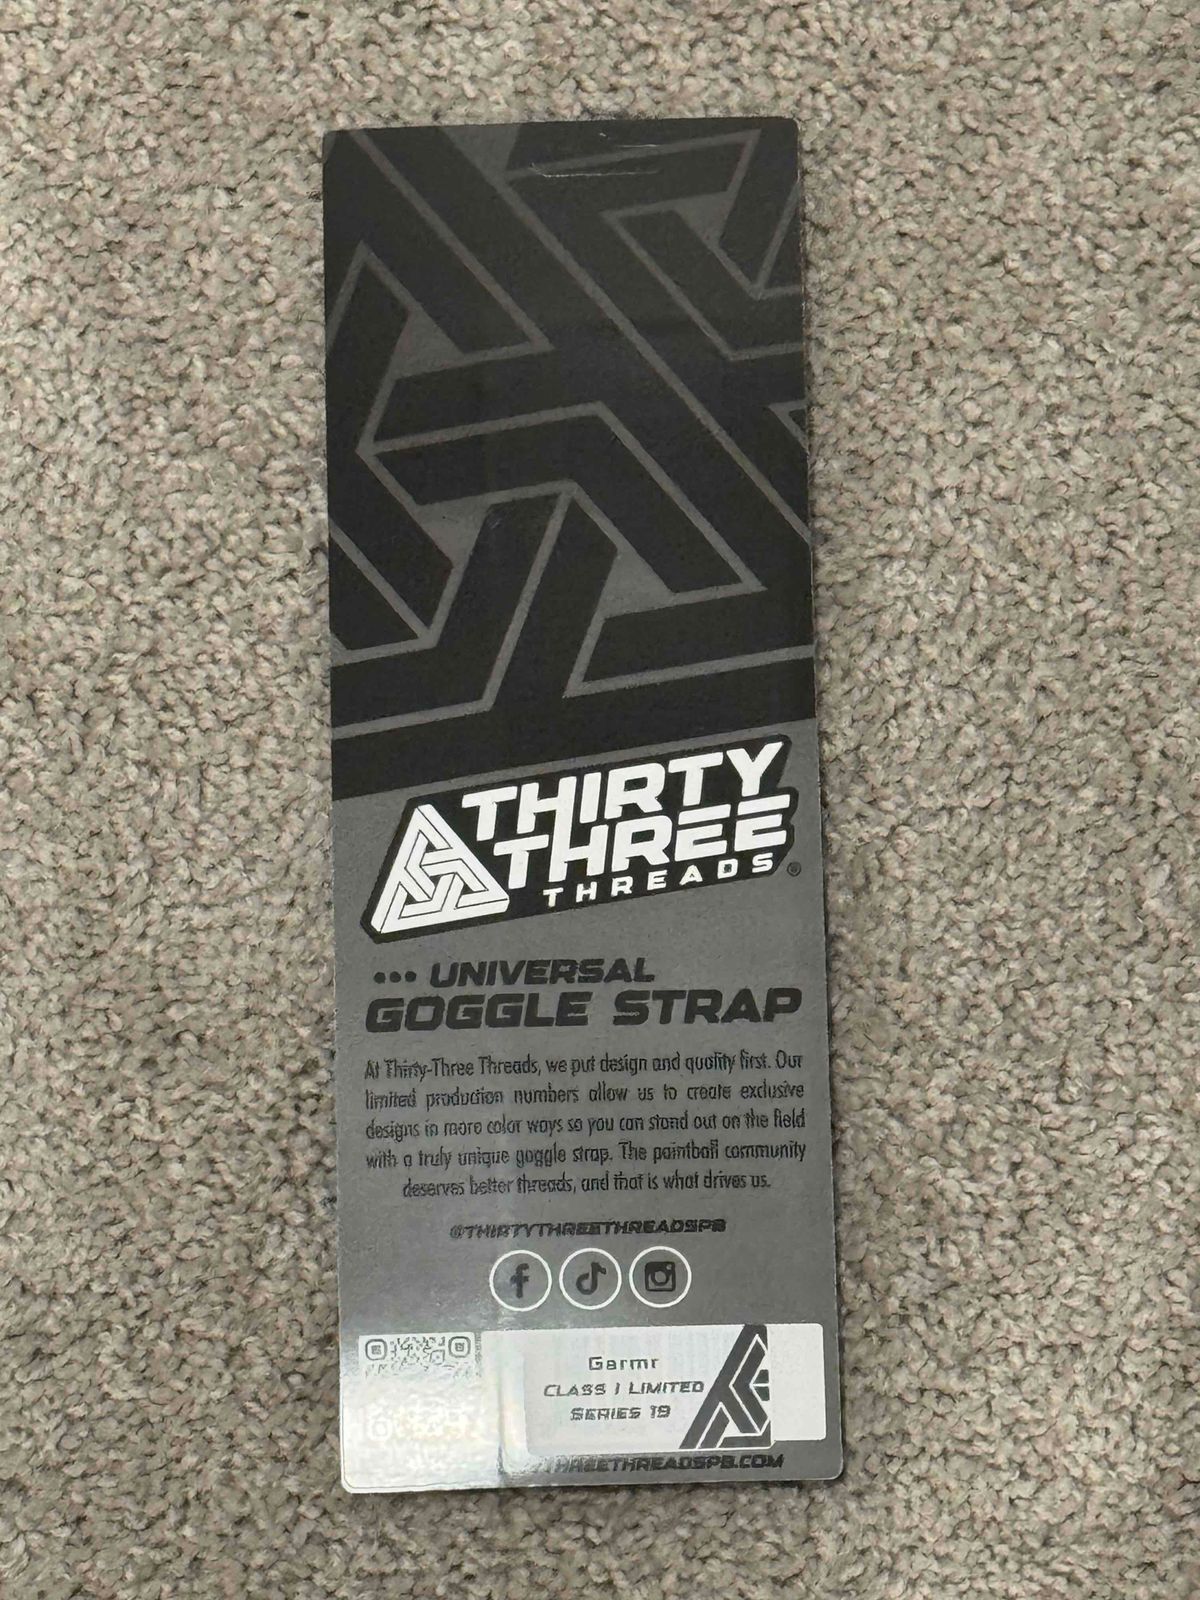 THIRTY
THREE
THREADS ®
••• UNIVERSAL
GOGGLE STRAP
At Thirty-Three Threads, we put design and quality first. Our
limited production numbers allow us to create exclusive
designs in more color ways so you can stand out on the field
with a truly unique goggle strap. The paintball community
deserves better threads, and that is what drives us.
@THIRTYTHREETHREADSPB
Garmr
CLASS I LIMITED
SERIES 19
THREETHREADSPB.COM